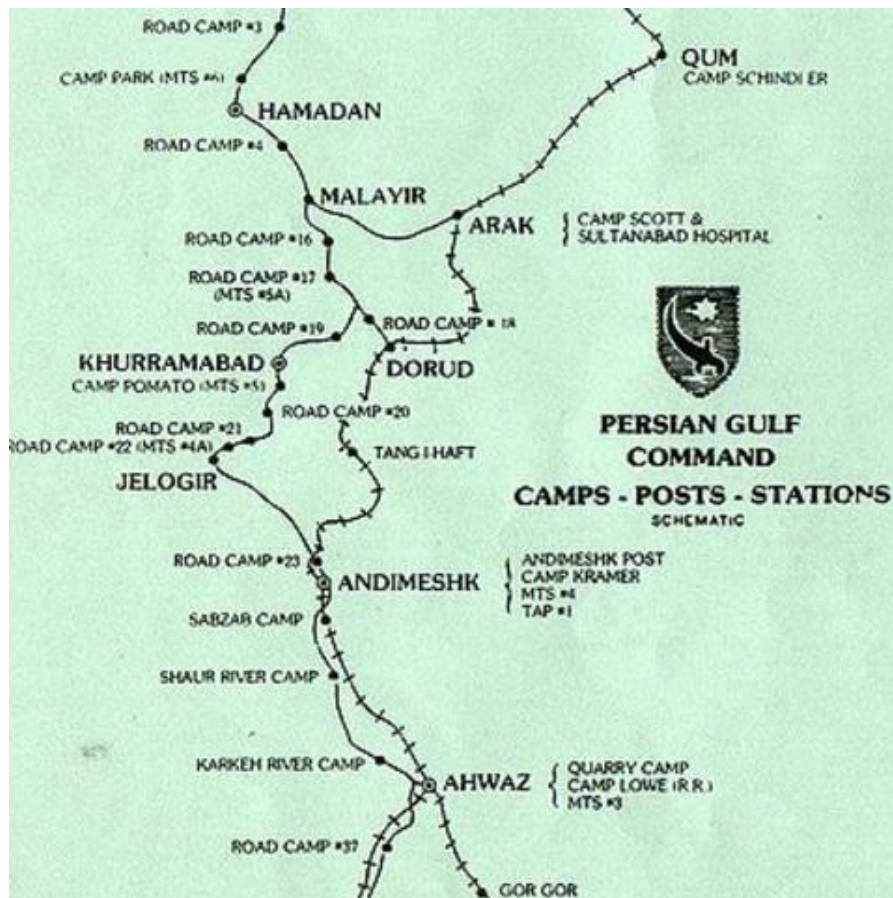 ROAD CAMP #3
QUM
CAMP SCHINDLER
CAMP PARK (MTS #6)
HAMADAN
ROAD CAMP #4
MALAYIR
ARAK
CAMP SCOTT &
SULTANABAD HOSPITAL
ROAD CAMP #16
ROAD CAMP #17
(MTS #5A)
ROAD CAMP #18
ROAD CAMP #19
DORUD
KHURRAMABAD
CAMP POMATO (MTS #5)
ROAD CAMP #20
ROAD CAMP #21
ROAD CAMP #22 (MTS #4A)
TANG I-HAFT
JELOGIR
PERSIAN GULF
COMMAND
CAMPS - POSTS - STATIONS
SCHEMATIC
ROAD CAMP #23
ANDIMESHK
ANDIMESHK POST
CAMP KRAMER
MTS #4
TAP #1
SABZAB CAMP
SHAUR RIVER CAMP
KARKEH RIVER CAMP
AHWAZ
QUARRY CAMP
CAMP LOWE (R.R.)
MTS #3
ROAD CAMP #37
GOR GOR